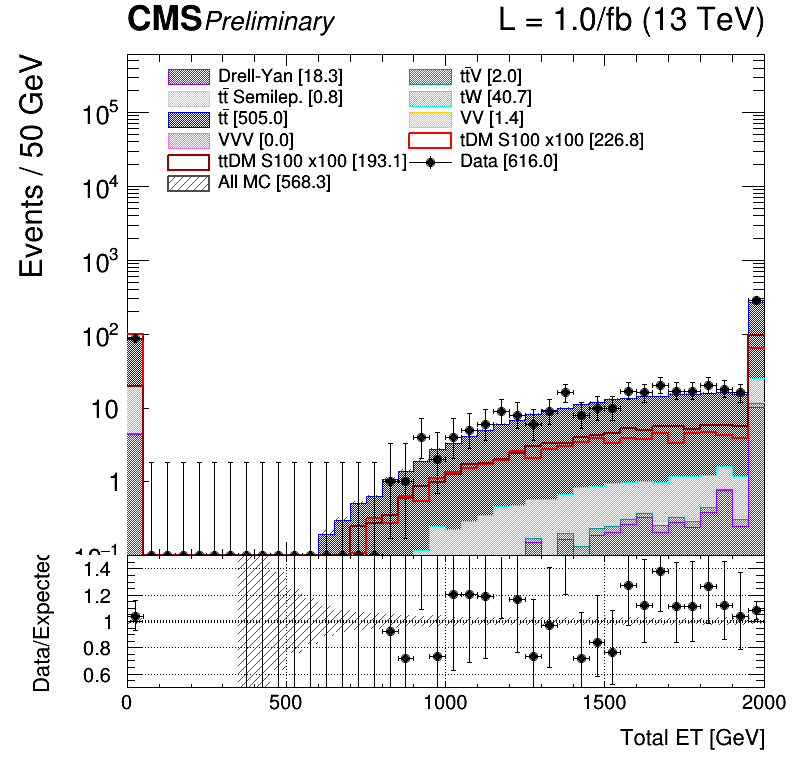 CMS Preliminary L = 1.0/fb (13 TeV)
Events / 50 GeV
Drell-Yan [18.3] tt̄V [2.0]
tt̄ Semilep. [0.8] tW [40.7]
tt̄ [505.0] VV [1.4]
VVV [0.0] tDM S100 x100 [226.8]
ttDM S100 x100 [193.1] Data [616.0]
All MC [568.3]
10⁵
10⁴
10³
10²
10
1
10⁻¹
Data/Expected
1.4
1.2
1
0.8
0.6
0 500 1000 1500 2000
Total ET [GeV]